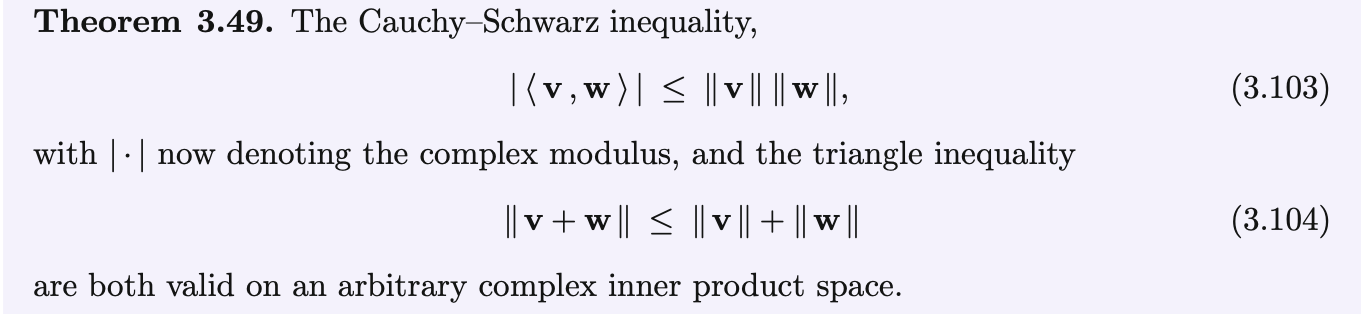 Theorem 3.49. The Cauchy–Schwarz inequality,
|⟨v, w⟩| ≤ ‖v‖ ‖w‖, (3.103)
with |·| now denoting the complex modulus, and the triangle inequality
‖v + w‖ ≤ ‖v‖ + ‖w‖ (3.104)
are both valid on an arbitrary complex inner product space.